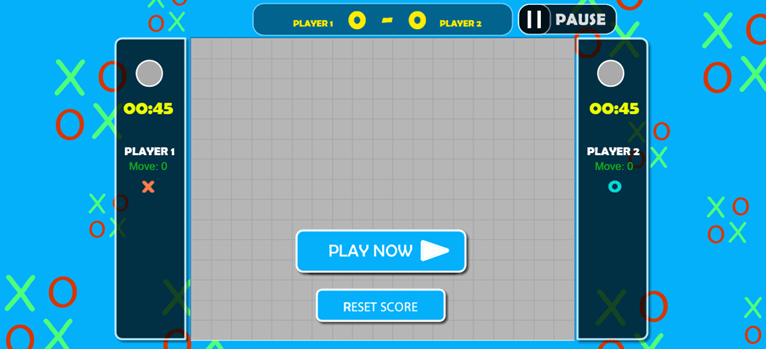 PLAYER 1 0 - 0 PLAYER 2
PAUSE
00:45
PLAYER 1
Move: 0
X
00:45
PLAYER 2
Move: 0
O
PLAY NOW
RESET SCORE